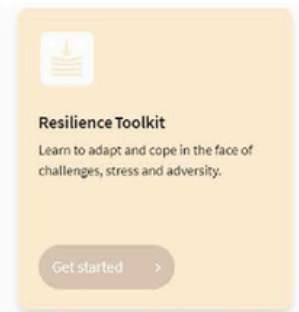 Resilience Toolkit
Learn to adapt and cope in the face of
challenges, stress and adversity.
Get started